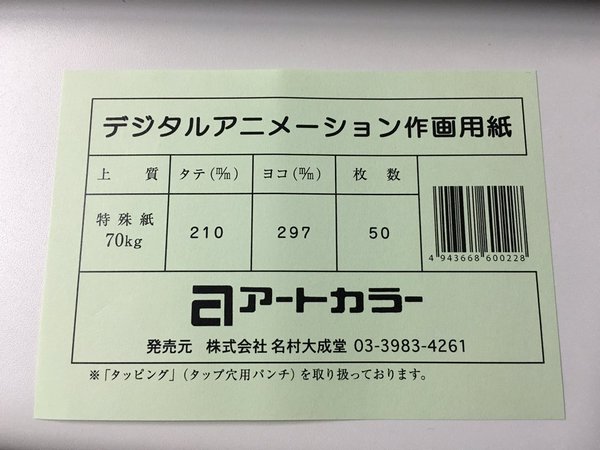 デジタルアニメーション作画用紙
上質 タテ(㎜) ヨコ(㎜) 枚数
特殊紙 70kg 210 297 50
4 943668 600228
a アートカラー
発売元 株式会社 名村大成堂 03-3983-4261
※「タッピング」(タップ穴用パンチ)を取り扱っております。